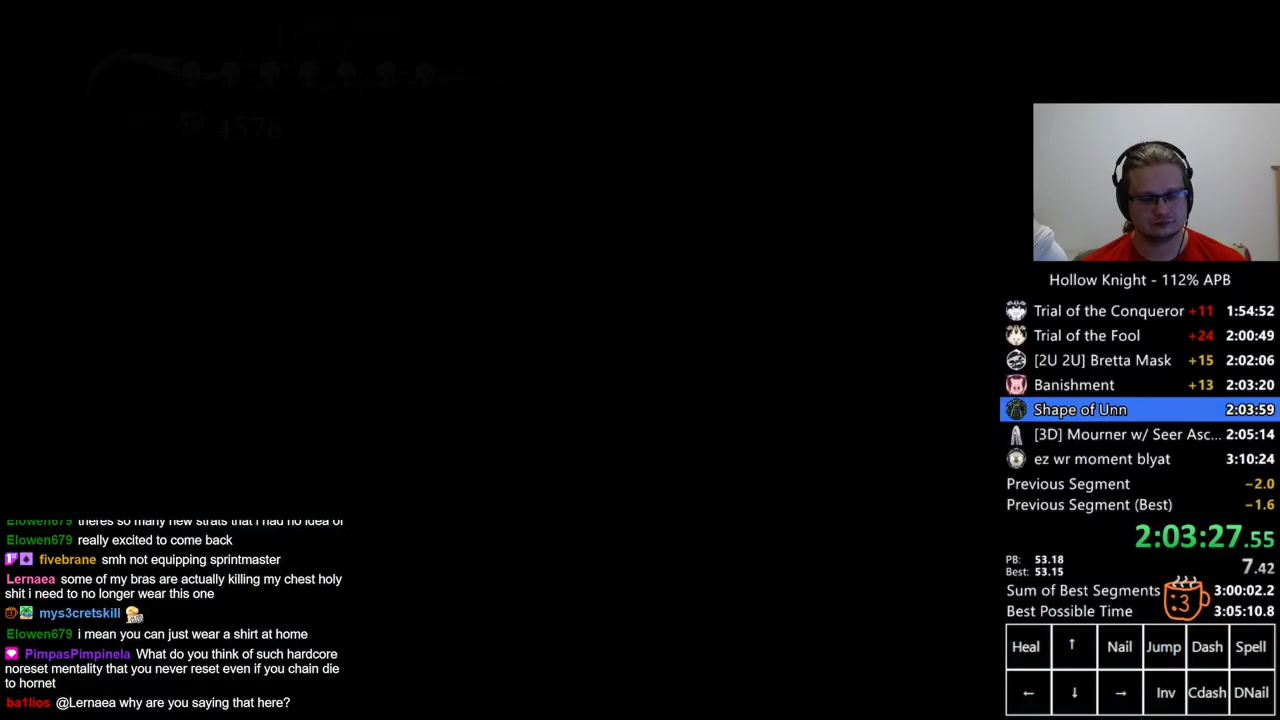 1578
Hollow Knight - 112% APB
Trial of the Conqueror +11 1:54:52
Trial of the Fool +24 2:00:49
[2U 2U] Bretta Mask +15 2:02:06
Banishment +13 2:03:20
Shape of Unn 2:03:59
[3D] Mourner w/ Seer Asc... 2:05:14
ez wr moment blyat 3:10:24
Previous Segment -2.0
Previous Segment (Best) -1.6
2:03:27.55
PB: 53.18
Best: 53.15
7.42
Sum of Best Segments 3:00:02.2
Best Possible Time 3:05:10.8
:3
Heal ↑ Nail Jump Dash Spell
← ↓ → Inv Cdash DNail
Elowen679 theres so many new strats that i had no idea of
Elowen679 really excited to come back
fivebrane smh not equipping sprintmaster
Lernaea some of my bras are actually killing my chest holy
shit i need to no longer wear this one
mys3cretskill
Elowen679 i mean you can just wear a shirt at home
PimpasPimpinela What do you think of such hardcore
noreset mentality that you never reset even if you chain die
to hornet
ba1lios @Lernaea why are you saying that here?